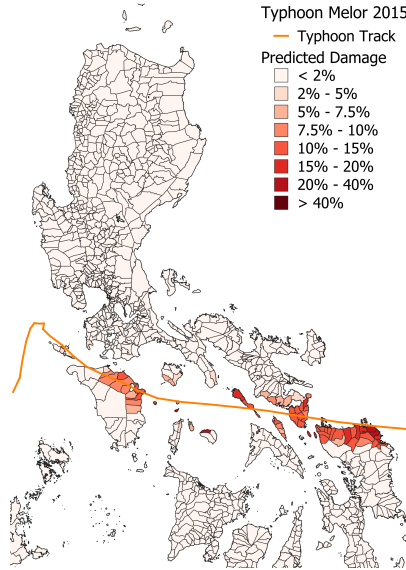 Typhoon Melor 2015
Typhoon Track
Predicted Damage
< 2%
2% - 5%
5% - 7.5%
7.5% - 10%
10% - 15%
15% - 20%
20% - 40%
> 40%